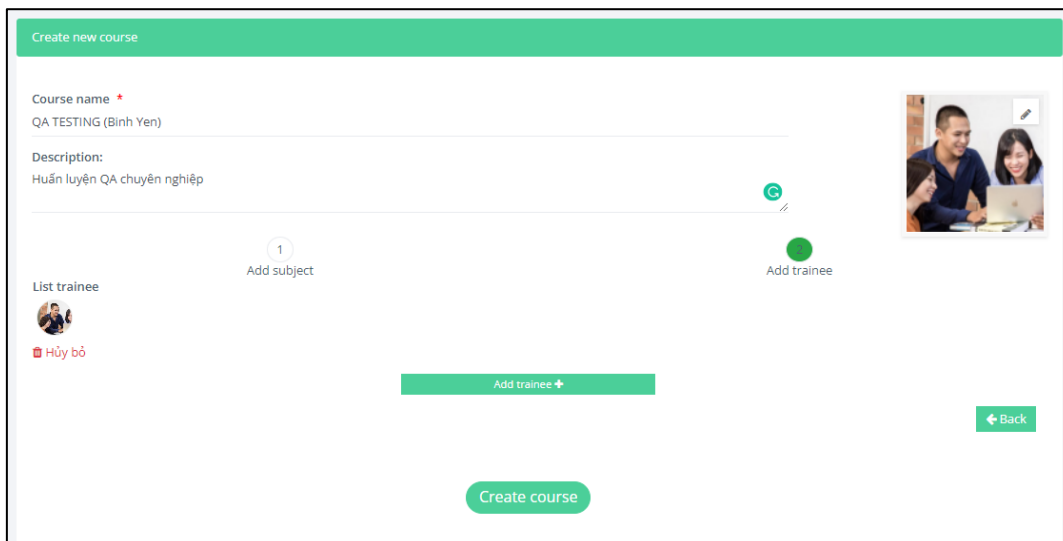 Create new course
Course name *
QA TESTING (Binh Yen)
Description:
Huấn luyện QA chuyên nghiệp
1
2
Add subject
Add trainee
List trainee
Hủy bỏ
Add trainee
Back
Create course